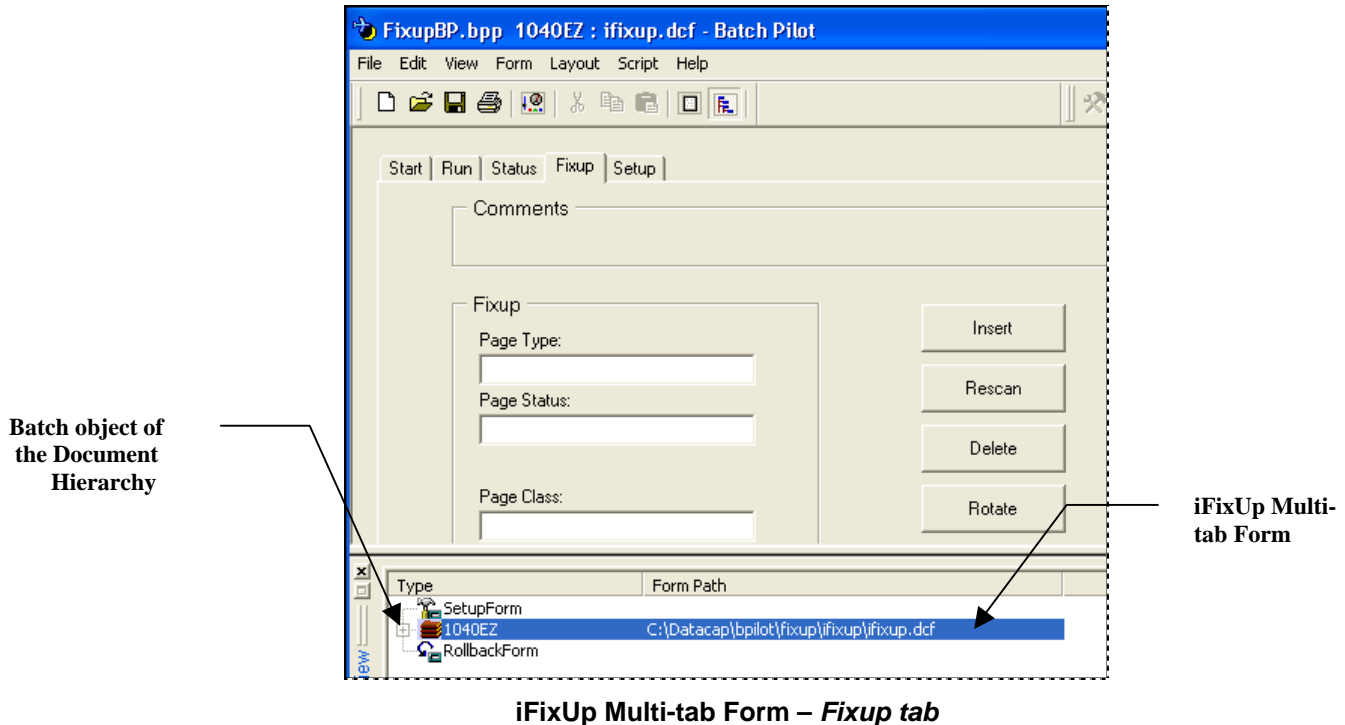 FixupBP.bpp 1040EZ : ifixup.dcf - Batch Pilot
File Edit View Form Layout Script Help
Start Run Status Fixup Setup
Comments
Fixup
Page Type:
Page Status:
Page Class:
Insert
Rescan
Delete
Rotate
Batch object of
the Document
Hierarchy
iFixUp Multi-
tab Form
Type Form Path
SetupForm
1040EZ C:\Datacap\bpilot\fixup\ifixup\ifixup.dcf
RollbackForm
iFixUp Multi-tab Form – Fixup tab